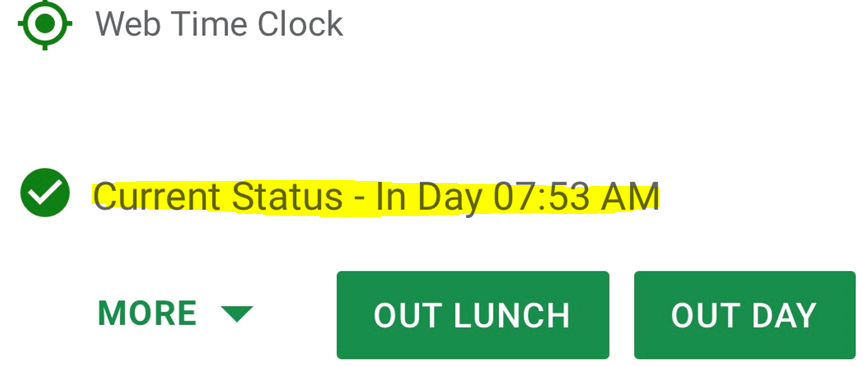 Web Time Clock
Current Status - In Day 07:53 AM
MORE OUT LUNCH OUT DAY